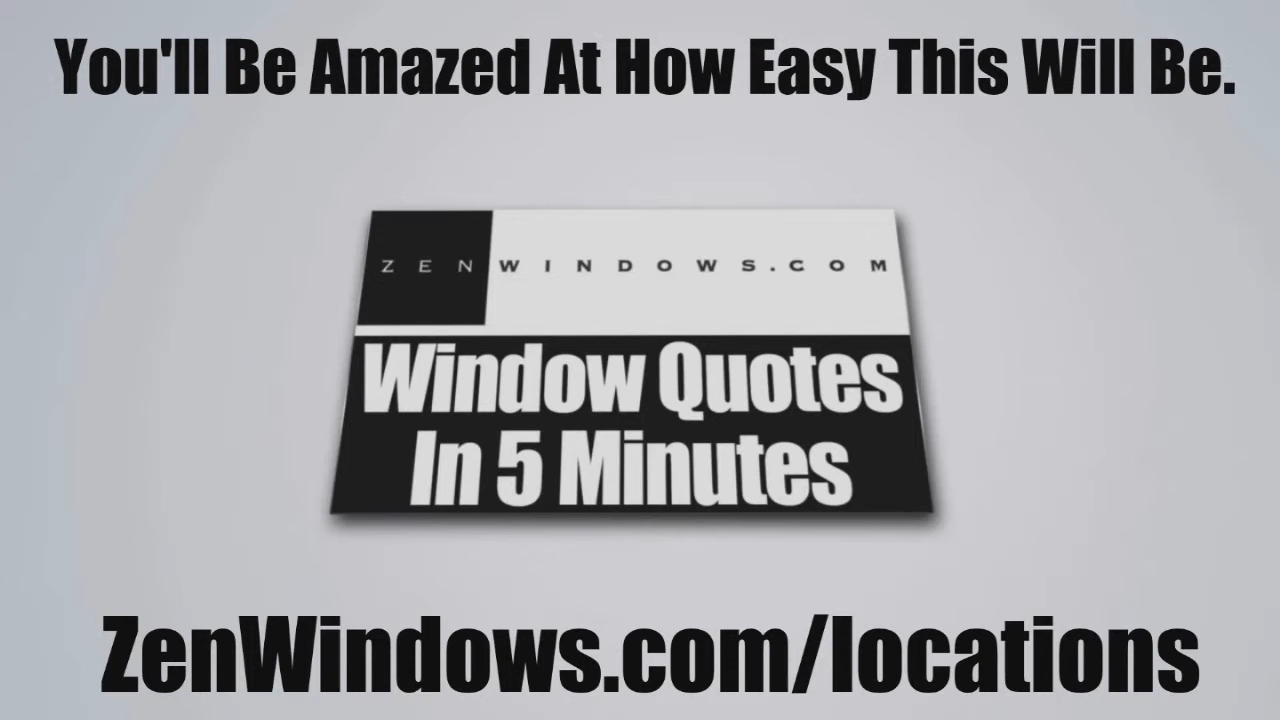 You'll Be Amazed At How Easy This Will Be.
ZENWINDOWS.COM
Window Quotes
In 5 Minutes
ZenWindows.com/locations